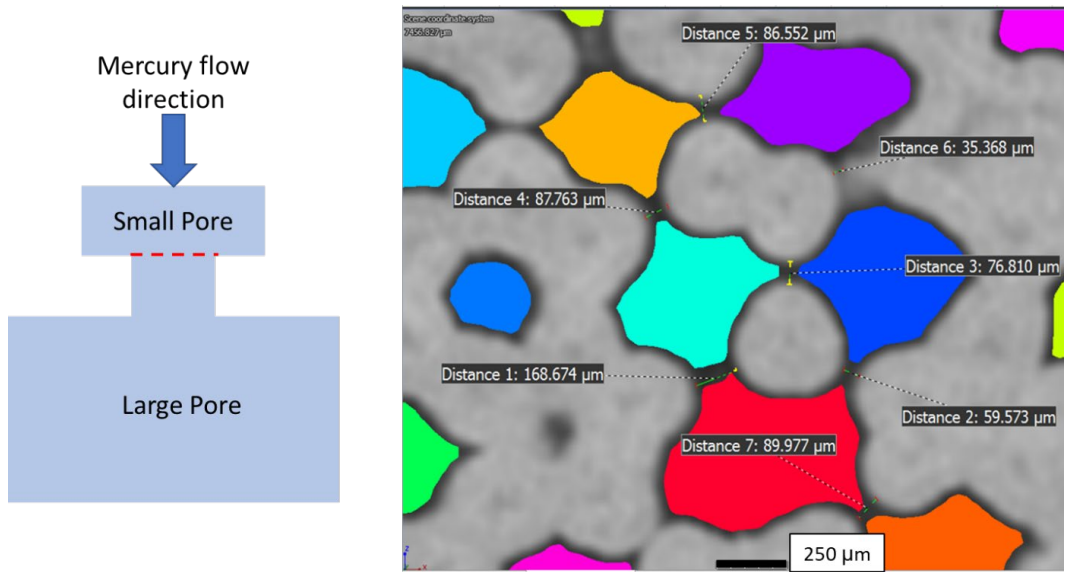 Mercury flow
direction
Small Pore
Large Pore
Scene coordinate system
7456.827µm
Distance 5: 86.552 µm
Distance 6: 35.368 µm
Distance 4: 87.763 µm
Distance 3: 76.810 µm
Distance 1: 168.674 µm
Distance 2: 59.573 µm
Distance 7: 89.977 µm
250 µm
z
x